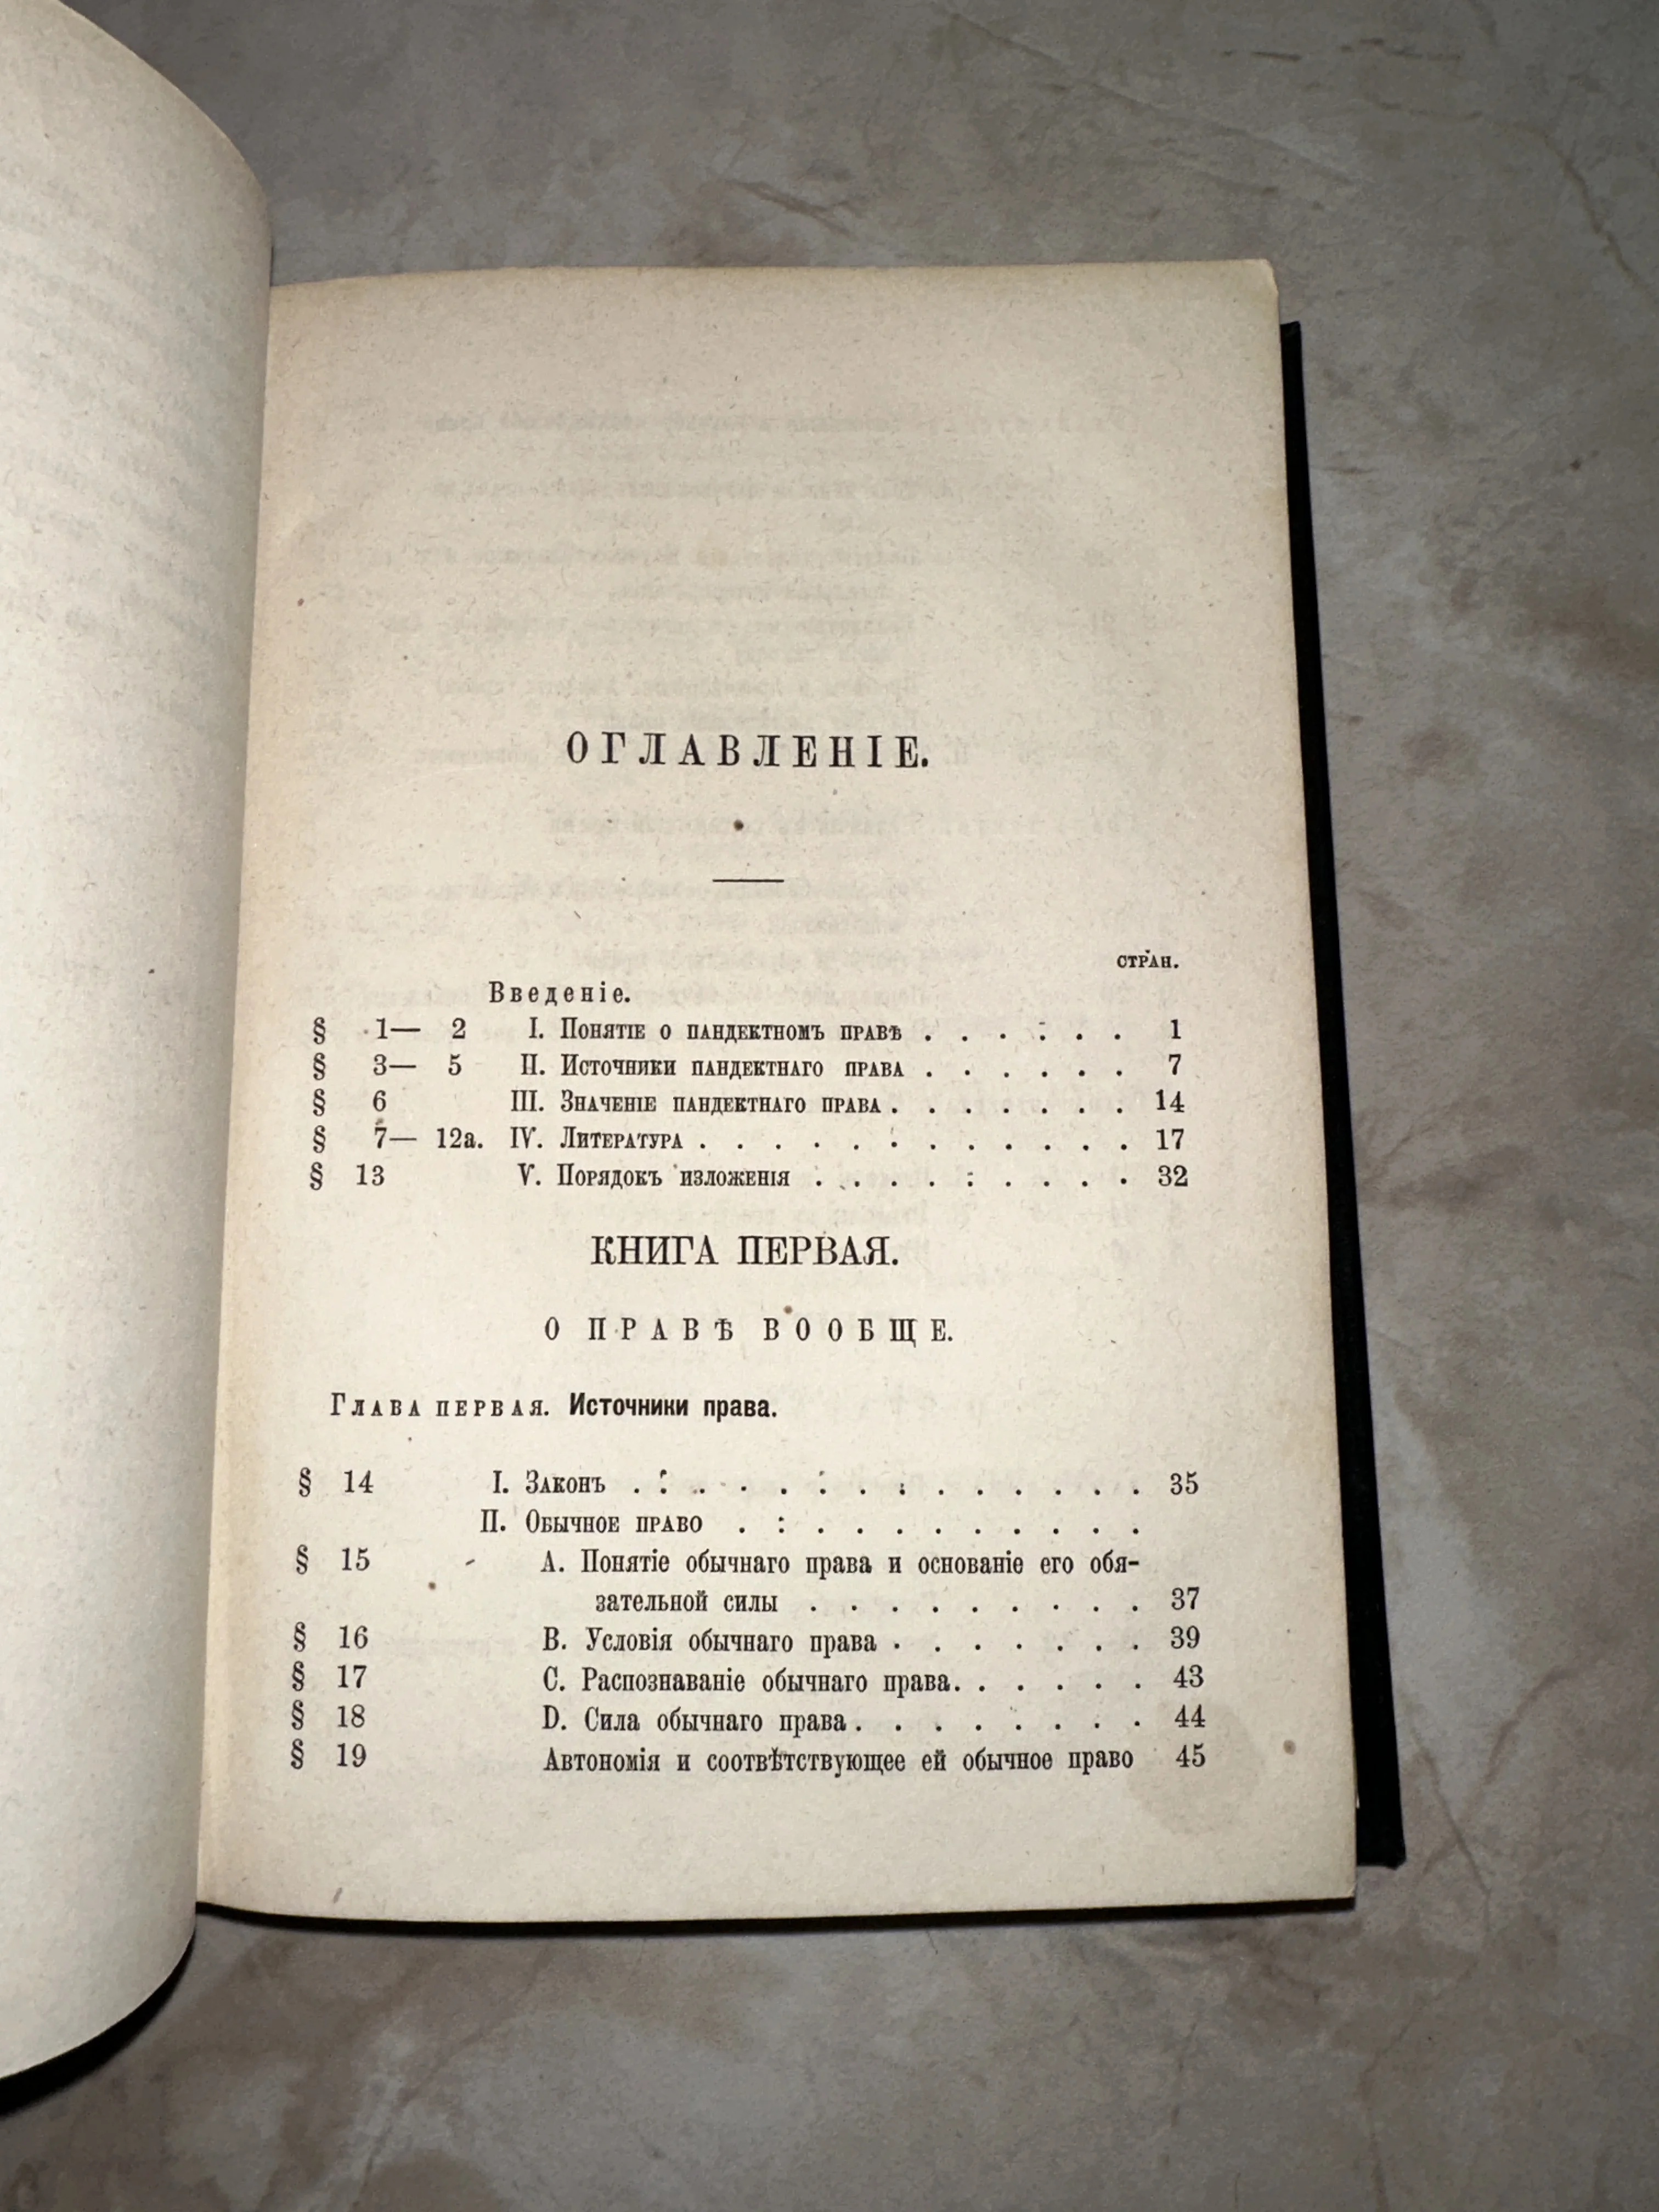 ОГЛАВЛЕНІЕ.
СТРАН.
Введеніе.
§ 1— 2 I. Понятіе о пандектномъ правѣ . . . . . . 1
§ 3— 5 II. Источники пандектнаго права . . . . . . 7
§ 6 III. Значеніе пандектнаго права . . . . . . . 14
§ 7— 12а. IV. Литература . . . . . . . . . . . . 17
§ 13 V. Порядокъ изложенія . . . . . . . . . 32
КНИГА ПЕРВАЯ.
О ПРАВѢ ВООБЩЕ.
Глава первая. Источники права.
§ 14 I. Законъ . . . . . . . . . . . . . . 35
II. Обычное право . . . . . . . . . . .
§ 15 A. Понятіе обычнаго права и основаніе его обя-
зательной силы . . . . . . . . . 37
§ 16 B. Условія обычнаго права . . . . . . . 39
§ 17 C. Распознаваніе обычнаго права. . . . . . 43
§ 18 D. Сила обычнаго права . . . . . . . . 44
§ 19 Автономія и соотвѣтствующее ей обычное право 45